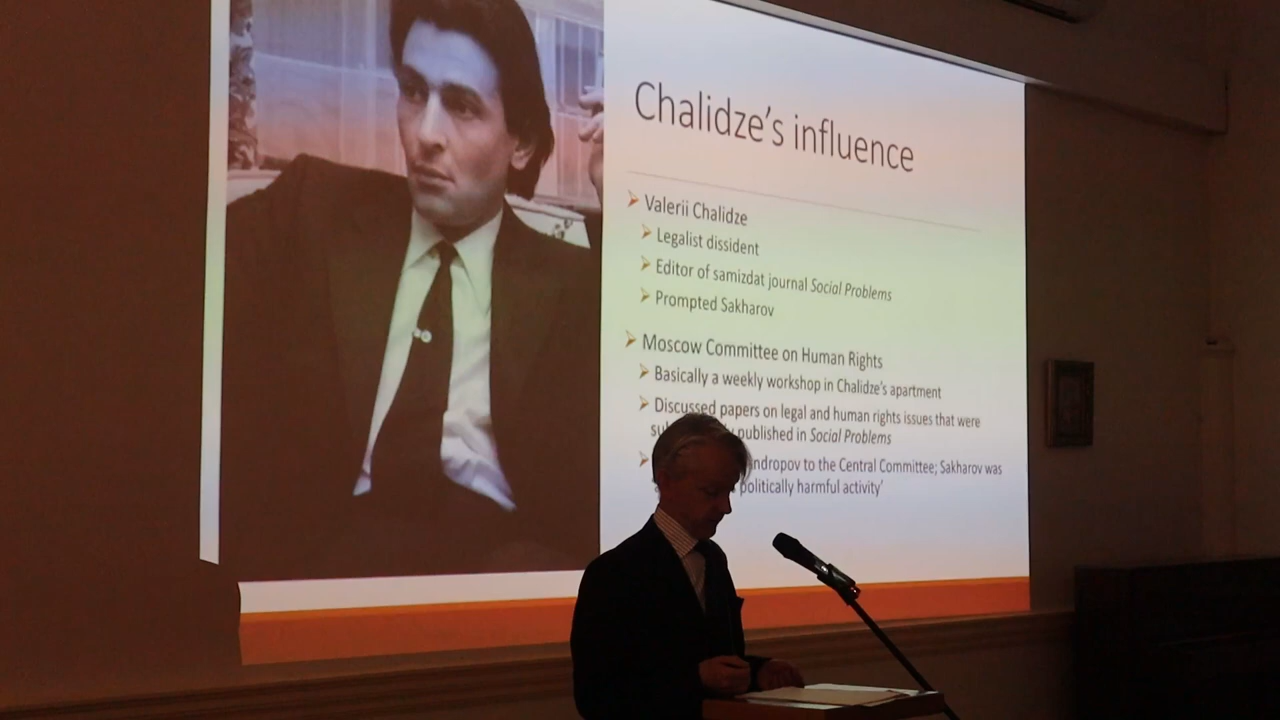 Chalidze's influence
Valerii Chalidze
Legalist dissident
Editor of samizdat journal Social Problems
Prompted Sakharov
Moscow Committee on Human Rights
Basically a weekly workshop in Chalidze's apartment
Discussed papers on legal and human rights issues that were
published in Social Problems
to the Central Committee; Sakharov was
politically harmful activity'